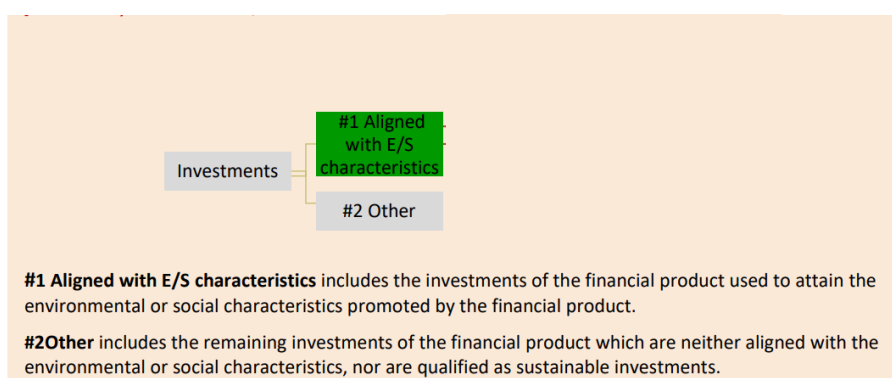 #1 Aligned
with E/S
characteristics
Investments
#2 Other
#1 Aligned with E/S characteristics includes the investments of the financial product used to attain the
environmental or social characteristics promoted by the financial product.
#2Other includes the remaining investments of the financial product which are neither aligned with the
environmental or social characteristics, nor are qualified as sustainable investments.